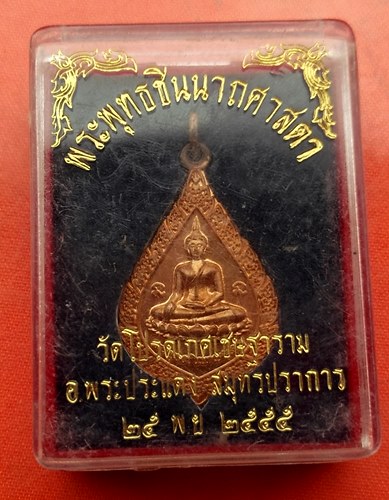 พระพุทธชินนาถศาสดา
วัดโปรดเกศเชษฐาราม
อ.พระประแดง สมุทรปราการ
๒๕ พ.ย ๒๕๕๕